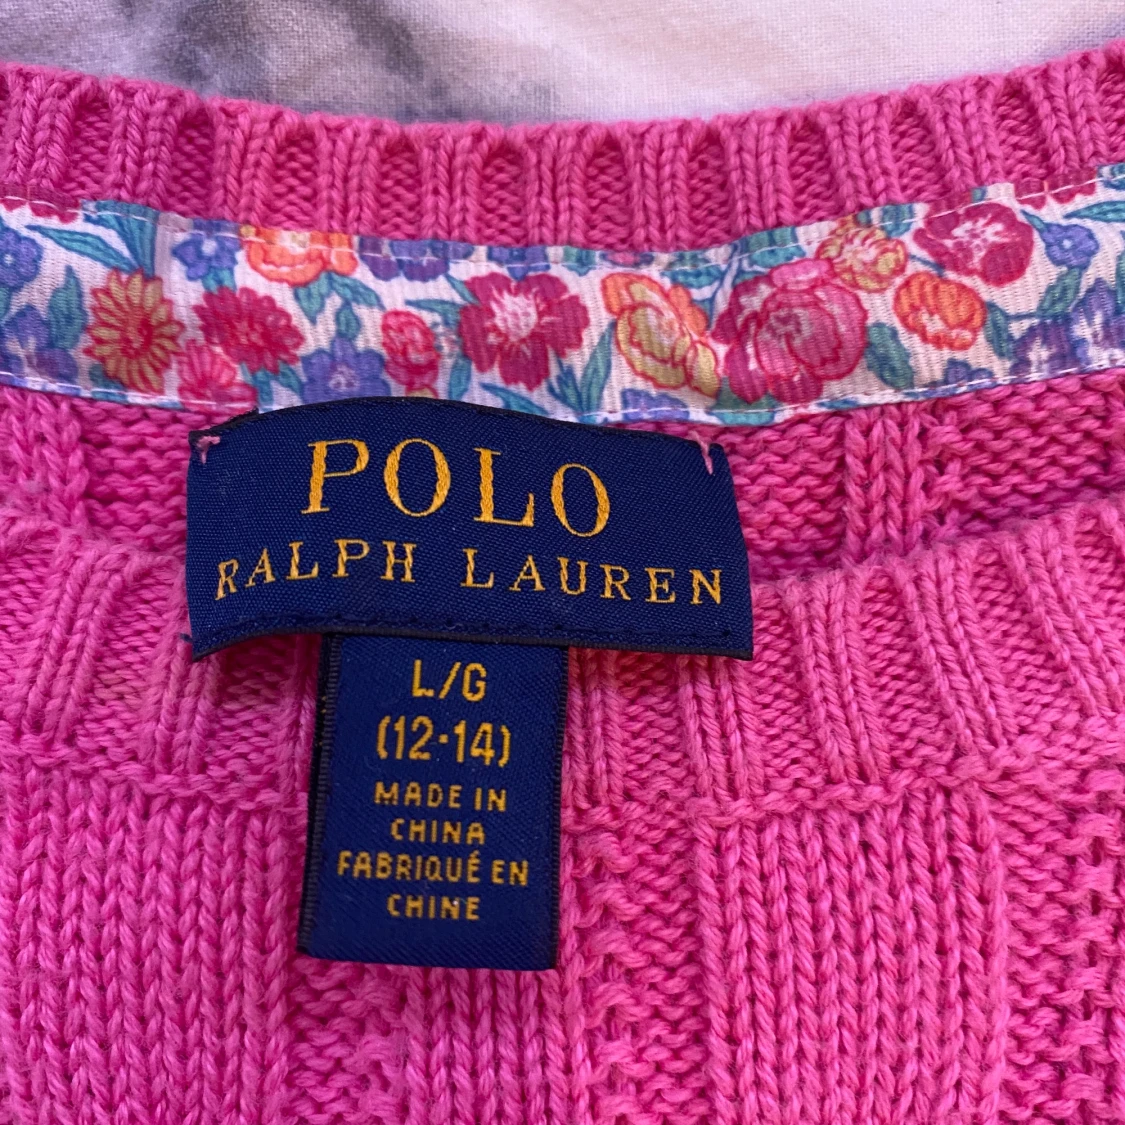 POLO
RALPH LAUREN
L/G
(12-14)
MADE IN
CHINA
FABRIQUÉ EN
CHINE